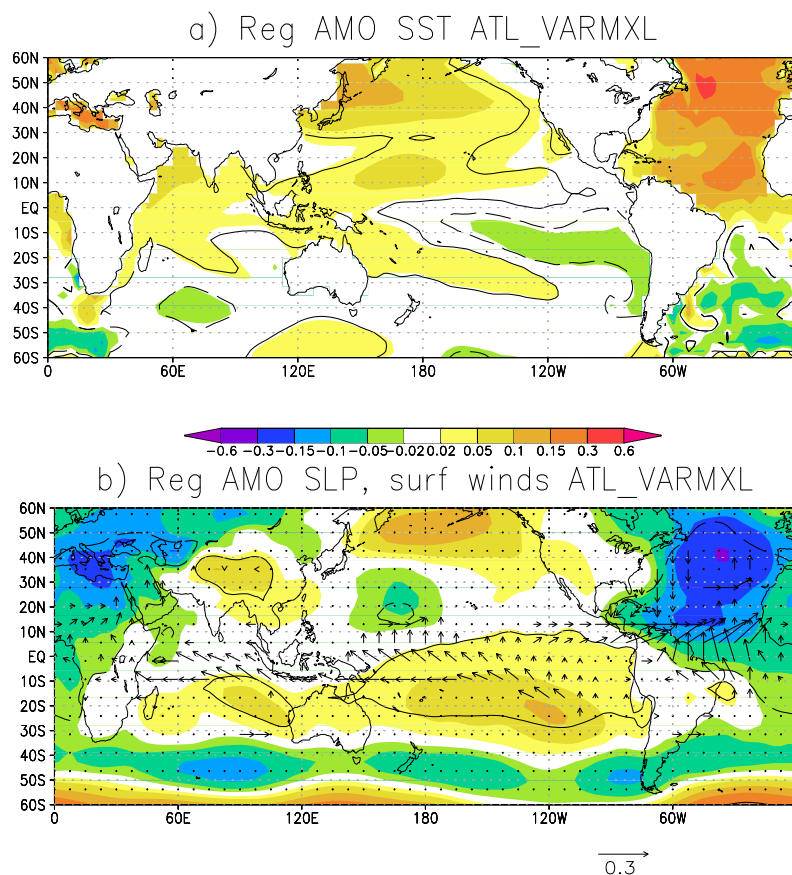 a) Reg AMO SST ATL_VARMXL
60N
50N
40N
30N
20N
10N
EQ
10S
20S
30S
40S
50S
60S
0 60E 120E 180 120W 60W
-0.6 -0.3 -0.15 -0.1 -0.05 -0.02 0.02 0.05 0.1 0.15 0.3 0.6
b) Reg AMO SLP, surf winds ATL_VARMXL
60N
50N
40N
30N
20N
10N
EQ
10S
20S
30S
40S
50S
60S
0 60E 120E 180 120W 60W
0.3